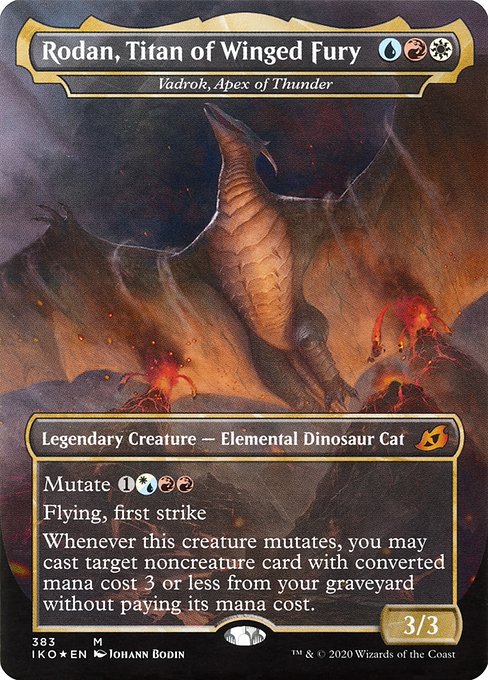 Rodan, Titan of Winged Fury
Vadrok, Apex of Thunder
Legendary Creature — Elemental Dinosaur Cat
Mutate 1
Flying, first strike
Whenever this creature mutates, you may
cast target noncreature card with converted
mana cost 3 or less from your graveyard
without paying its mana cost.
3/3
383 M
IKO★EN Johann Bodin
™ & © 2020 Wizards of the Coast